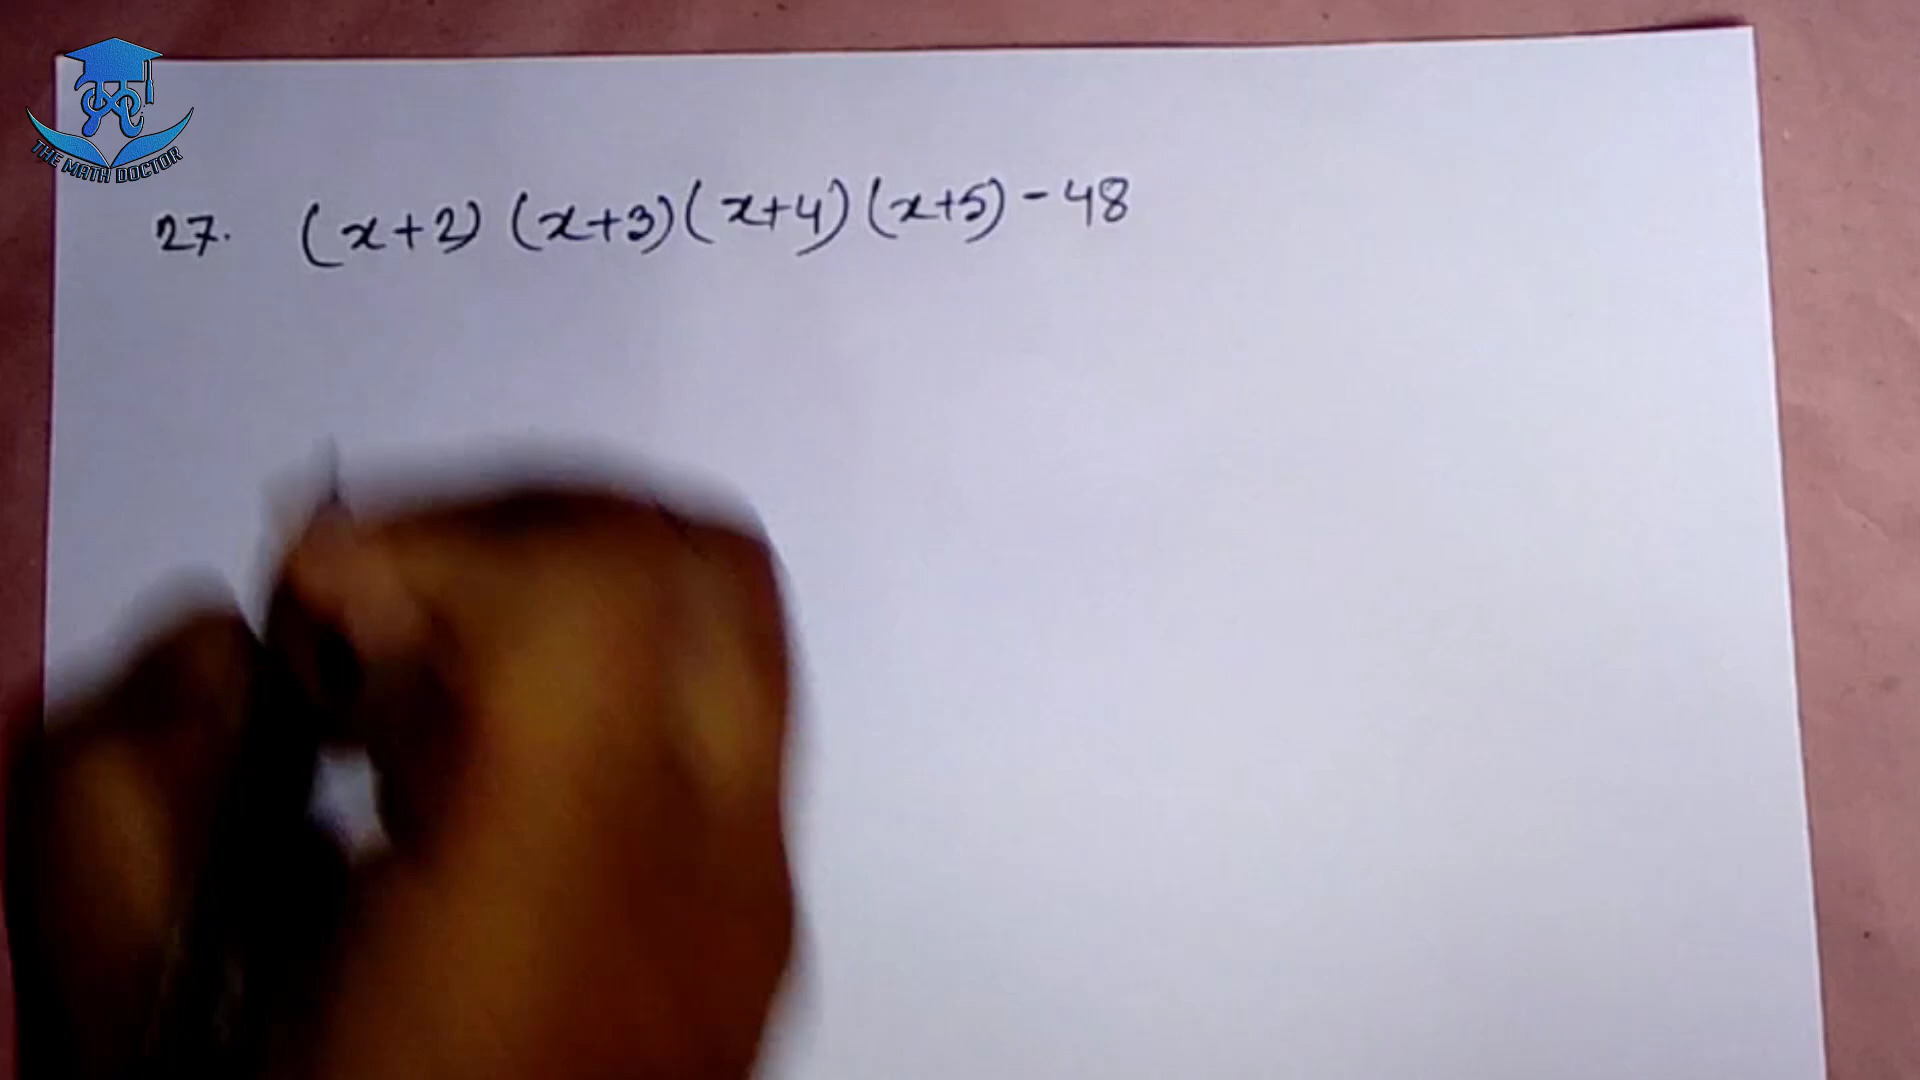 THE MATH DOCTOR
27. (x+2) (x+3) (x+4) (x+5) - 48